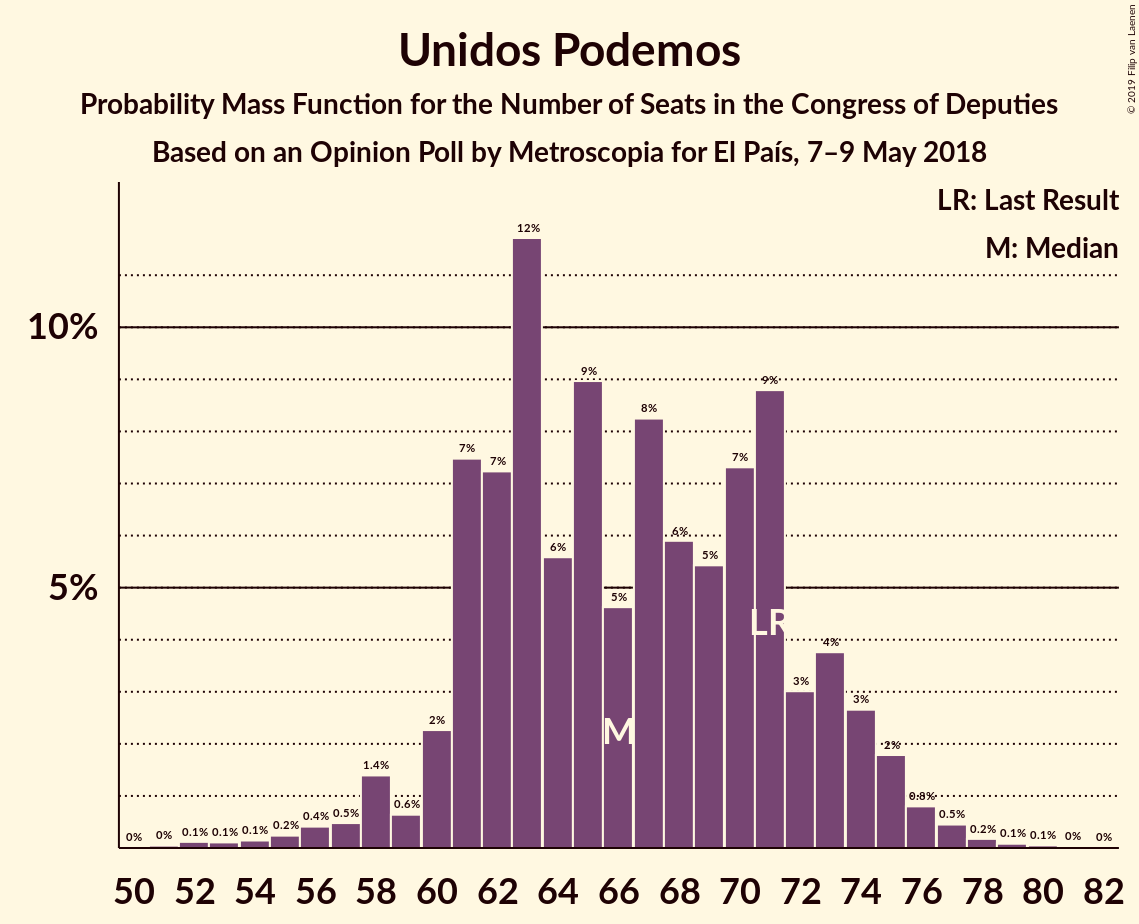 Unidos Podemos
Probability Mass Function for the Number of Seats in the Congress of Deputies
Based on an Opinion Poll by Metroscopia for El País, 7–9 May 2018
© 2019 Filip van Laenen
LR: Last Result
M: Median
10%
5%
0% 0% 0.1% 0.1% 0.1% 0.2% 0.4% 0.5% 1.4% 0.6% 2% 7% 7% 12% 6% 9% 5% 8% 6% 5% 7% 9% 3% 4% 3% 2% 0.8% 0.5% 0.2% 0.1% 0.1% 0% 0%
LR
M
50 52 54 56 58 60 62 64 66 68 70 72 74 76 78 80 82